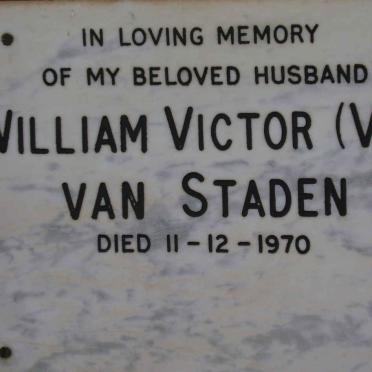 IN LOVING MEMORY
OF MY BELOVED HUSBAND
WILLIAM VICTOR (V
VAN STADEN
DIED 11-12-1970